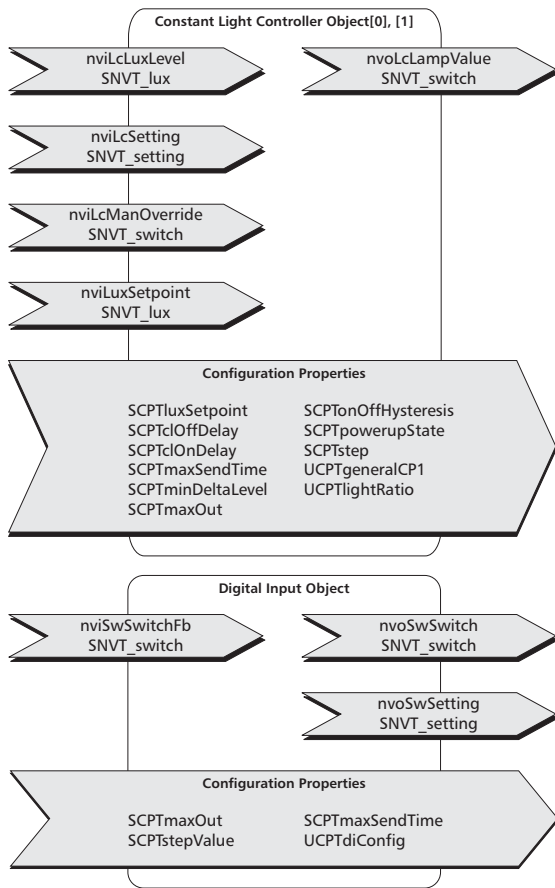 Constant Light Controller Object[0], [1]
nviLcLuxLevel
SNVT_lux
nvoLcLampValue
SNVT_switch
nviLcSetting
SNVT_setting
nviLcManOverride
SNVT_switch
nviLuxSetpoint
SNVT_lux
Configuration Properties
SCPTluxSetpoint
SCPTclOffDelay
SCPTclOnDelay
SCPTmaxSendTime
SCPTminDeltaLevel
SCPTmaxOut
SCPTonOffHysteresis
SCPTpowerupState
SCPTstep
UCPTgeneralCP1
UCPTlightRatio
Digital Input Object
nviSwSwitchFb
SNVT_switch
nvoSwSwitch
SNVT_switch
nvoSwSetting
SNVT_setting
Configuration Properties
SCPTmaxOut
SCPTstepValue
SCPTmaxSendTime
UCPTdiConfig